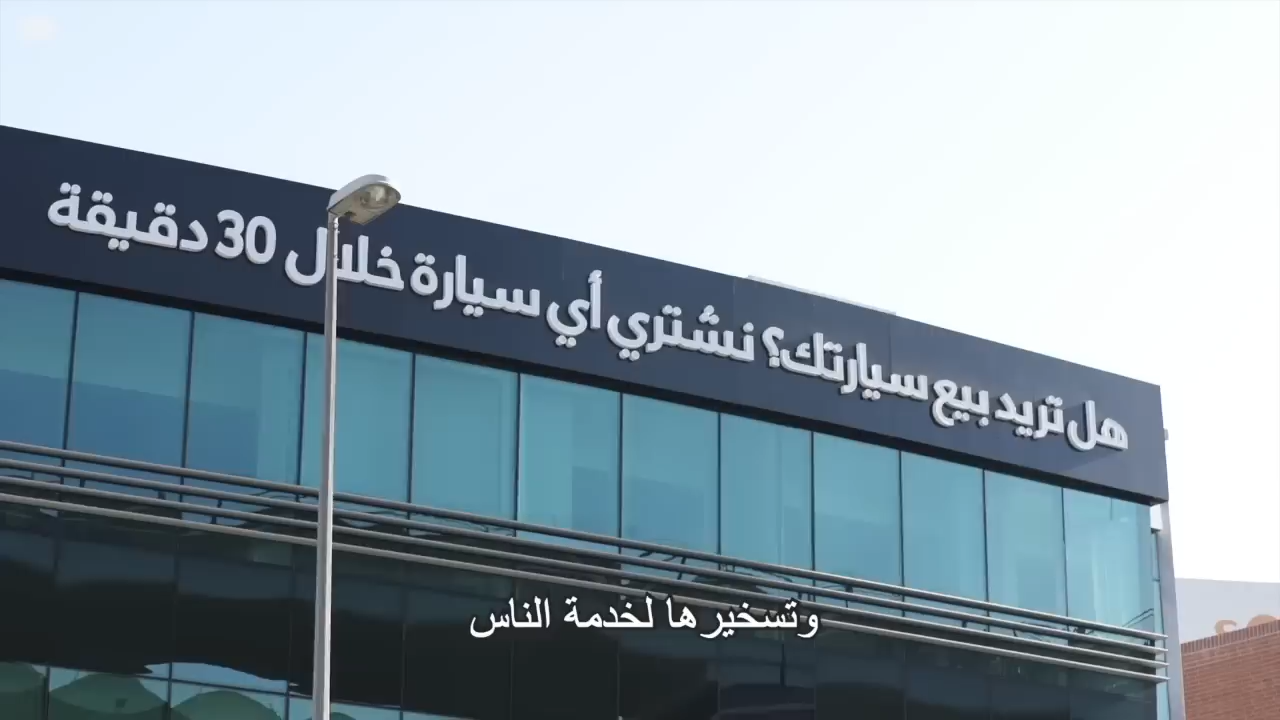 هل تريد بيع سيارتك؟ نشتري أي سيارة خلال 30 دقيقة
وتسخيرها لخدمة الناس